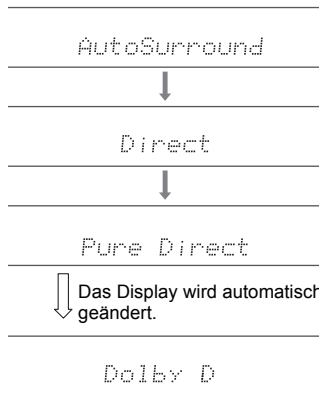 AutoSurround
Direct
Pure Direct
Das Display wird automatisch
geändert.
Dolby D